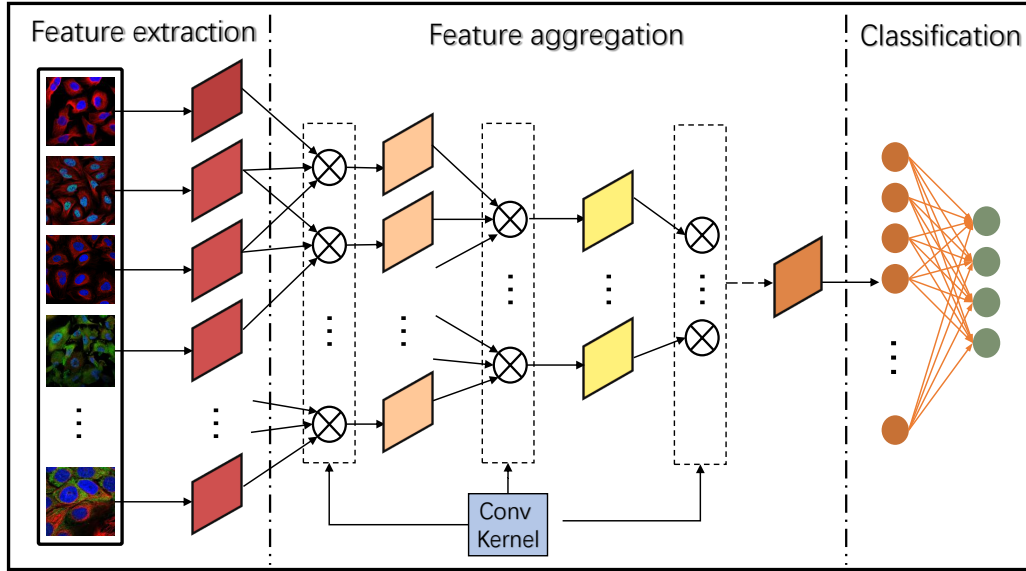 Feature extraction
Feature aggregation
Classification
Conv
Kernel